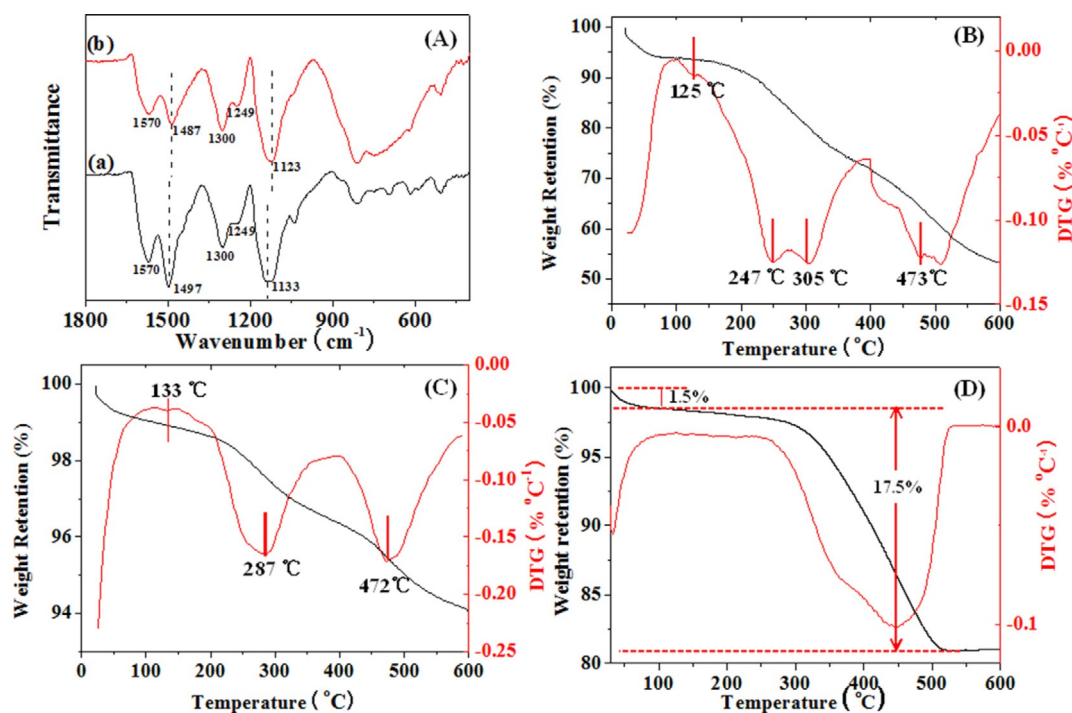 (A)
(b)
1570
1487
1300
1249
1123
(a)
1570
1497
1300
1249
1133
Transmittance
1800 1500 1200 900 600
Wavenumber (cm⁻¹)
(B)
100
90
80
70
60
50
Weight Retention (%)
125 ℃
247 ℃
305 ℃
473℃
0.00
-0.05
-0.10
-0.15
DTG (% °C⁻¹)
0 100 200 300 400 500 600
Temperature (°C)
(C)
100
98
96
94
Weight Retention (%)
133 ℃
287 ℃
472℃
0.00
-0.05
-0.10
-0.15
-0.20
-0.25
DTG (% °C⁻¹)
0 100 200 300 400 500 600
Temperature (°C)
(D)
100
95
90
85
80
Weight retention (%)
1.5%
17.5%
0.0
-0.1
DTG (% °C⁻¹)
100 200 300 400 500 600
Temperature (°C)